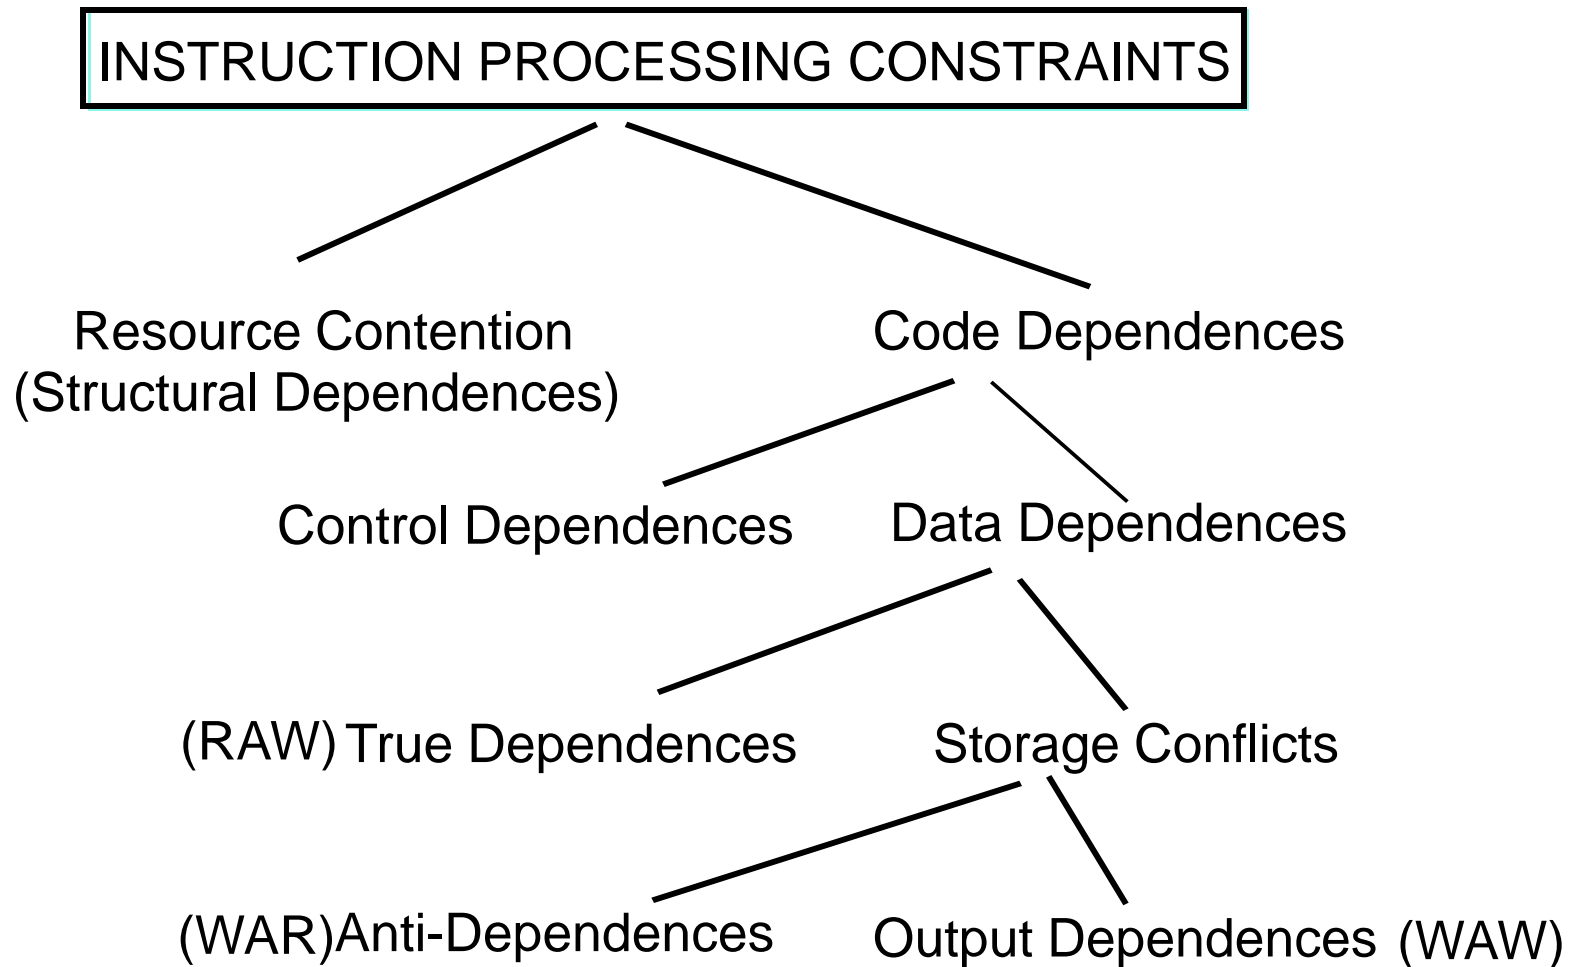 INSTRUCTION PROCESSING CONSTRAINTS
Resource Contention
(Structural Dependences)
Code Dependences
Control Dependences
Data Dependences
(RAW) True Dependences
Storage Conflicts
(WAR) Anti-Dependences
Output Dependences (WAW)